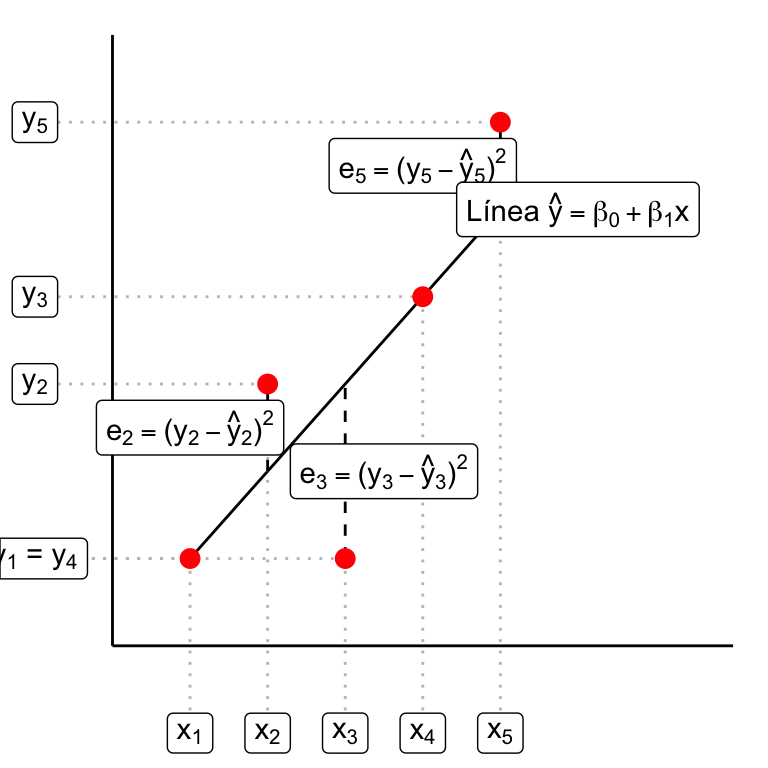 y₅
e₅ = (y₅ − ŷ₅)²
Línea ŷ = β₀ + β₁x
y₃
y₂
e₂ = (y₂ − ŷ₂)²
e₃ = (y₃ − ŷ₃)²
y₁ = y₄
x₁ x₂ x₃ x₄ x₅